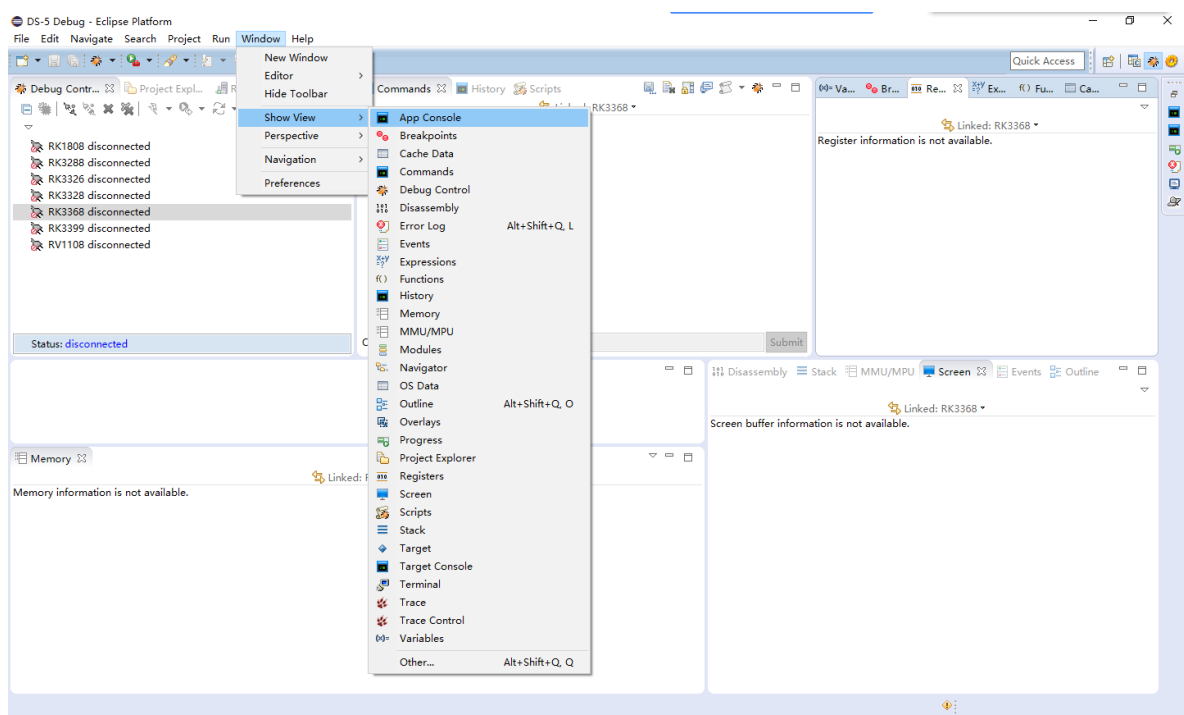 DS-5 Debug - Eclipse Platform
File Edit Navigate Search Project Run Window Help
Quick Access
New Window
Editor
Hide Toolbar
Show View
Perspective
Navigation
Preferences
Debug Contr... Project Expl...
RK1808 disconnected
RK3288 disconnected
RK3326 disconnected
RK3328 disconnected
RK3368 disconnected
RK3399 disconnected
RV1108 disconnected
Status: disconnected
Commands History Scripts
RK3368
Submit
App Console
Breakpoints
Cache Data
Commands
Debug Control
Disassembly
Error Log Alt+Shift+Q, L
Events
Expressions
Functions
History
Memory
MMU/MPU
Modules
Navigator
OS Data
Outline Alt+Shift+Q, O
Overlays
Progress
Project Explorer
Registers
Screen
Scripts
Stack
Target
Target Console
Terminal
Trace
Trace Control
Variables
Other... Alt+Shift+Q, Q
(x)= Va... Br... Re... Ex... f() Fu... Ca...
Linked: RK3368
Register information is not available.
Disassembly Stack MMU/MPU Screen Events Outline
Linked: RK3368
Screen buffer information is not available.
Memory
Linked:
Memory information is not available.